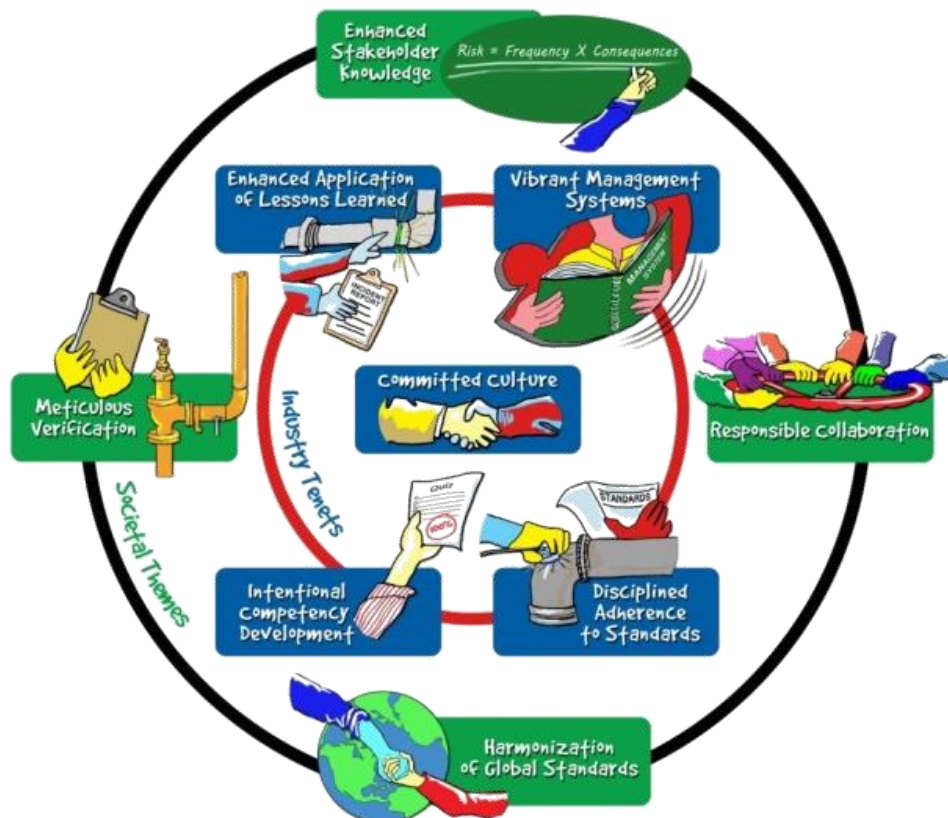 Enhanced
Stakeholder
Knowledge
Risk = Frequency X Consequences
Enhanced Application
of Lessons Learned
INCIDENT
REPORT
Vibrant Management
Systems
MANAGEMENT
SYSTEM
Meticulous
Verification
Committed Culture
Responsible Collaboration
Industry Tenets
Societal Themes
QUIZ
100%
Intentional
Competency
Development
STANDARDS
Disciplined
Adherence
to Standards
Harmonization
of Global Standards